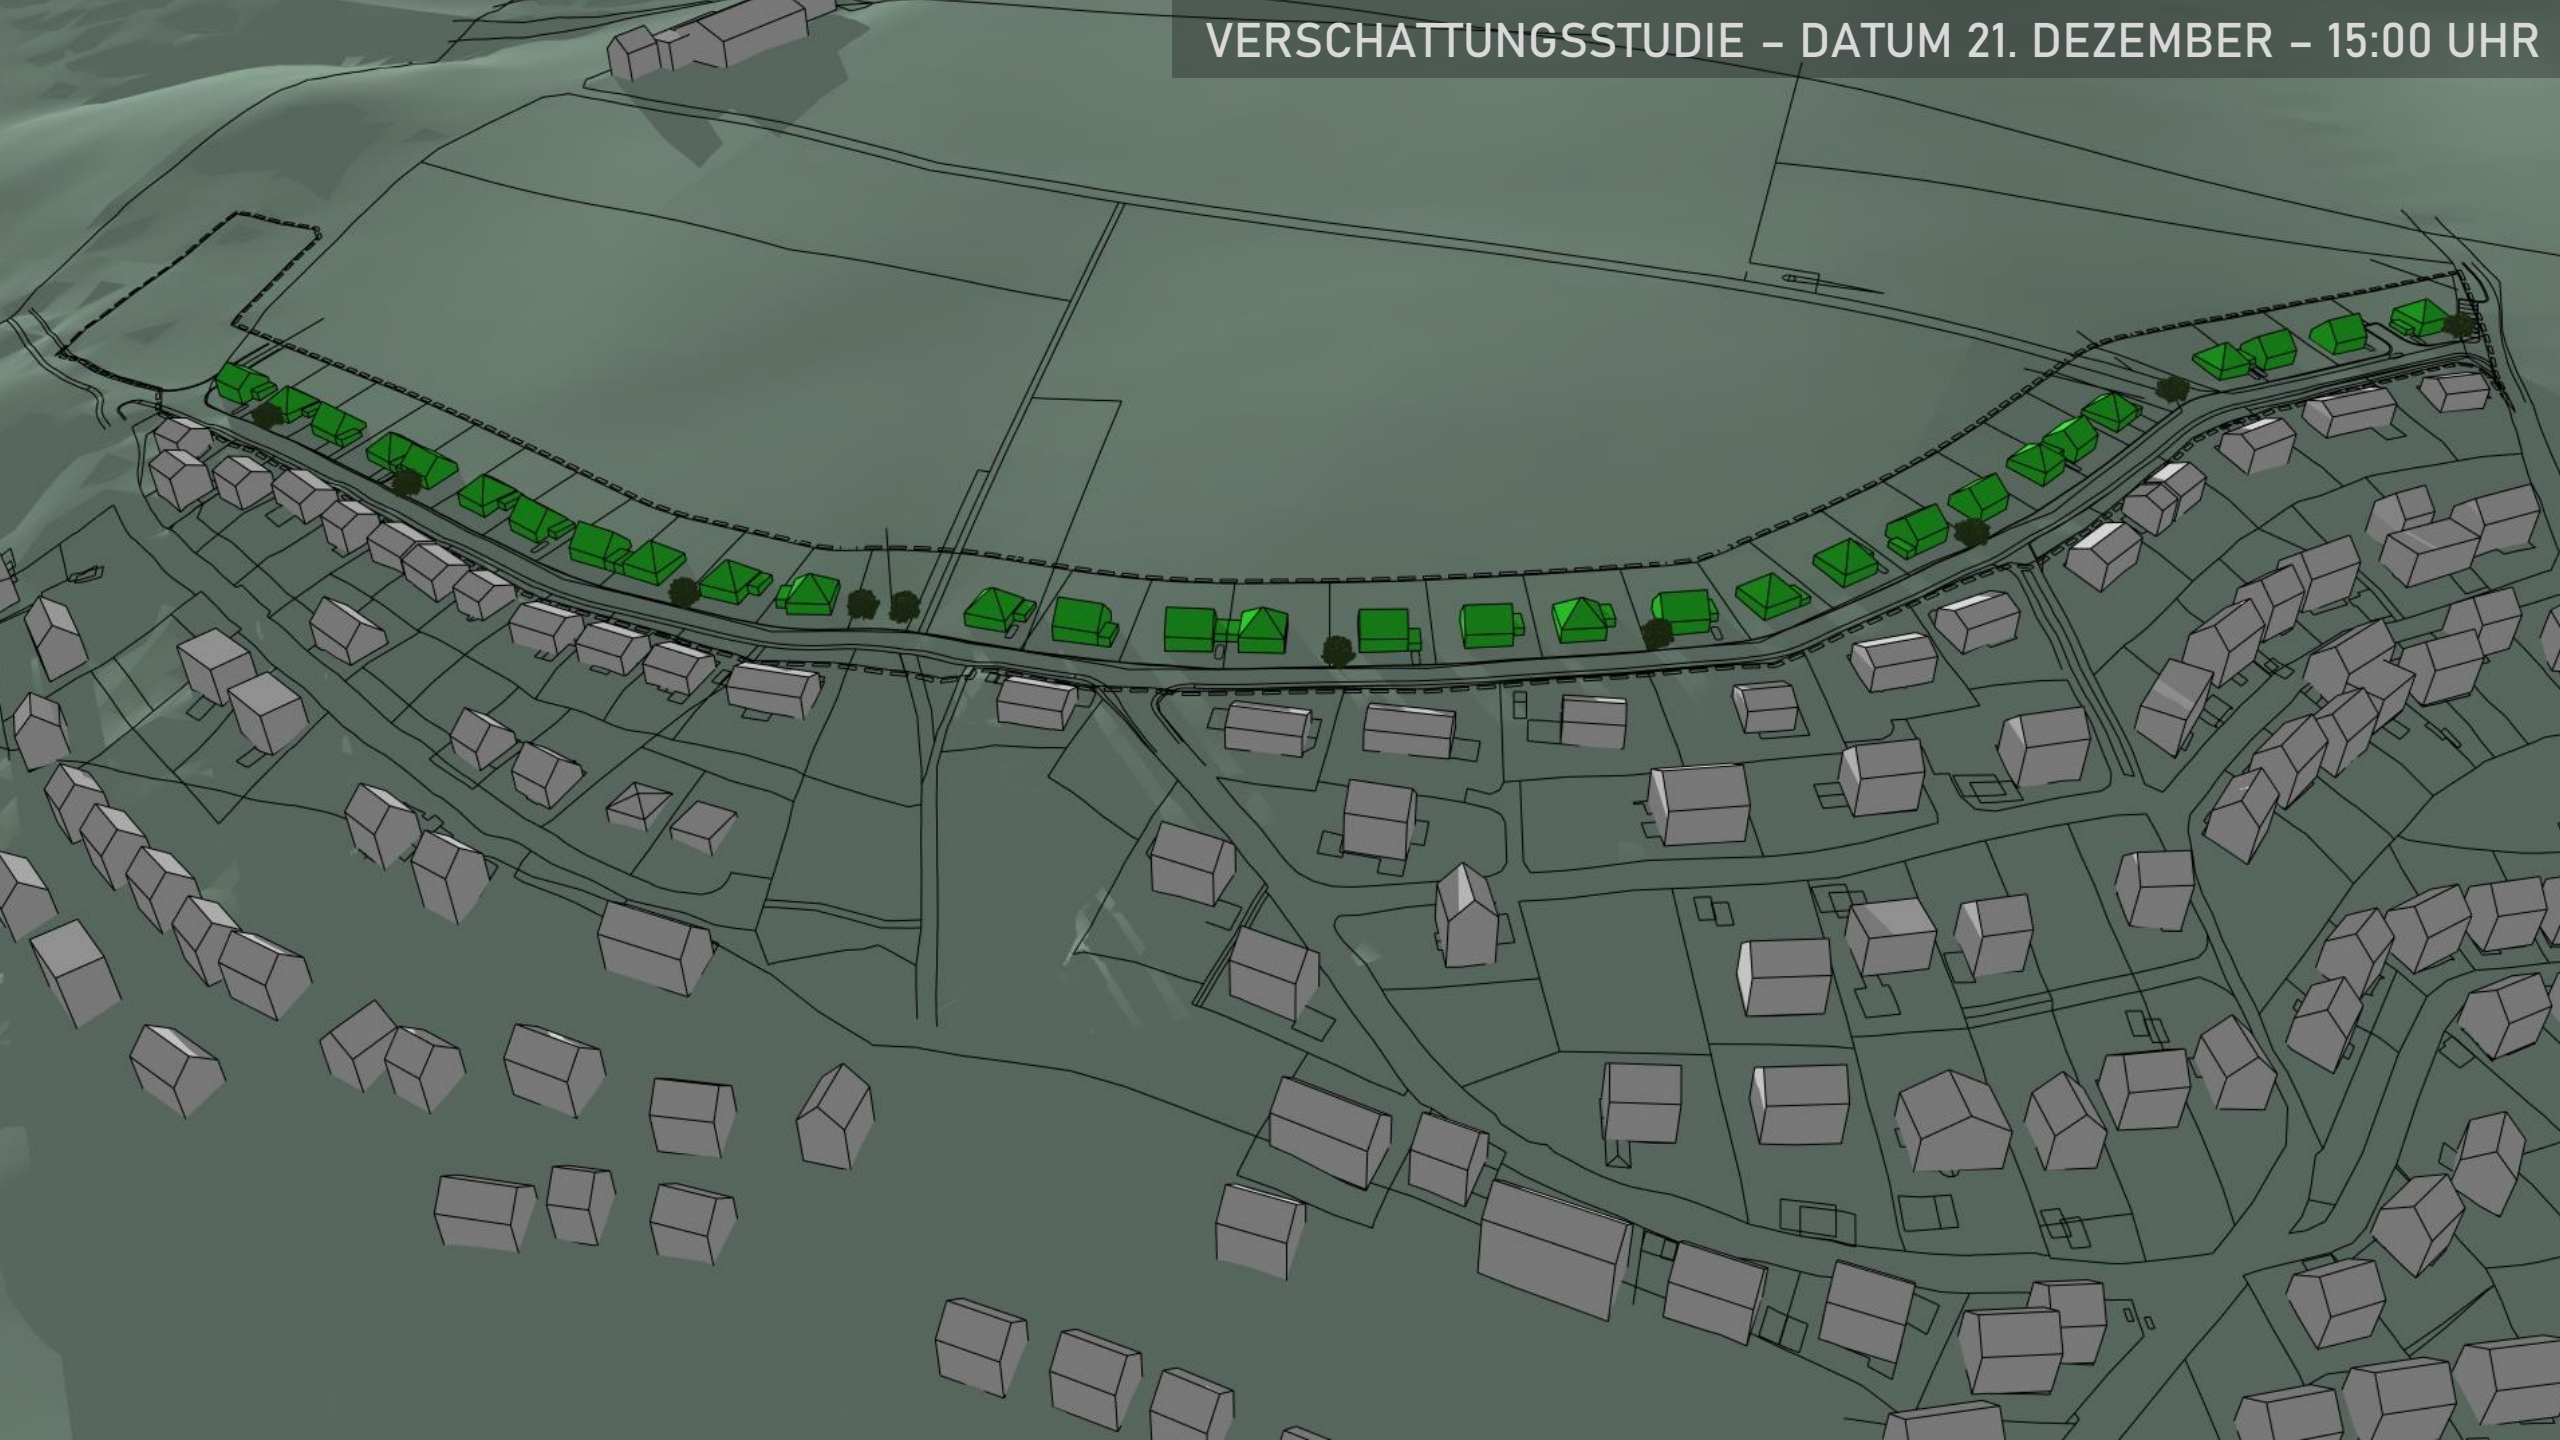 VERSCHATTUNGSSTUDIE – DATUM 21. DEZEMBER – 15:00 UHR